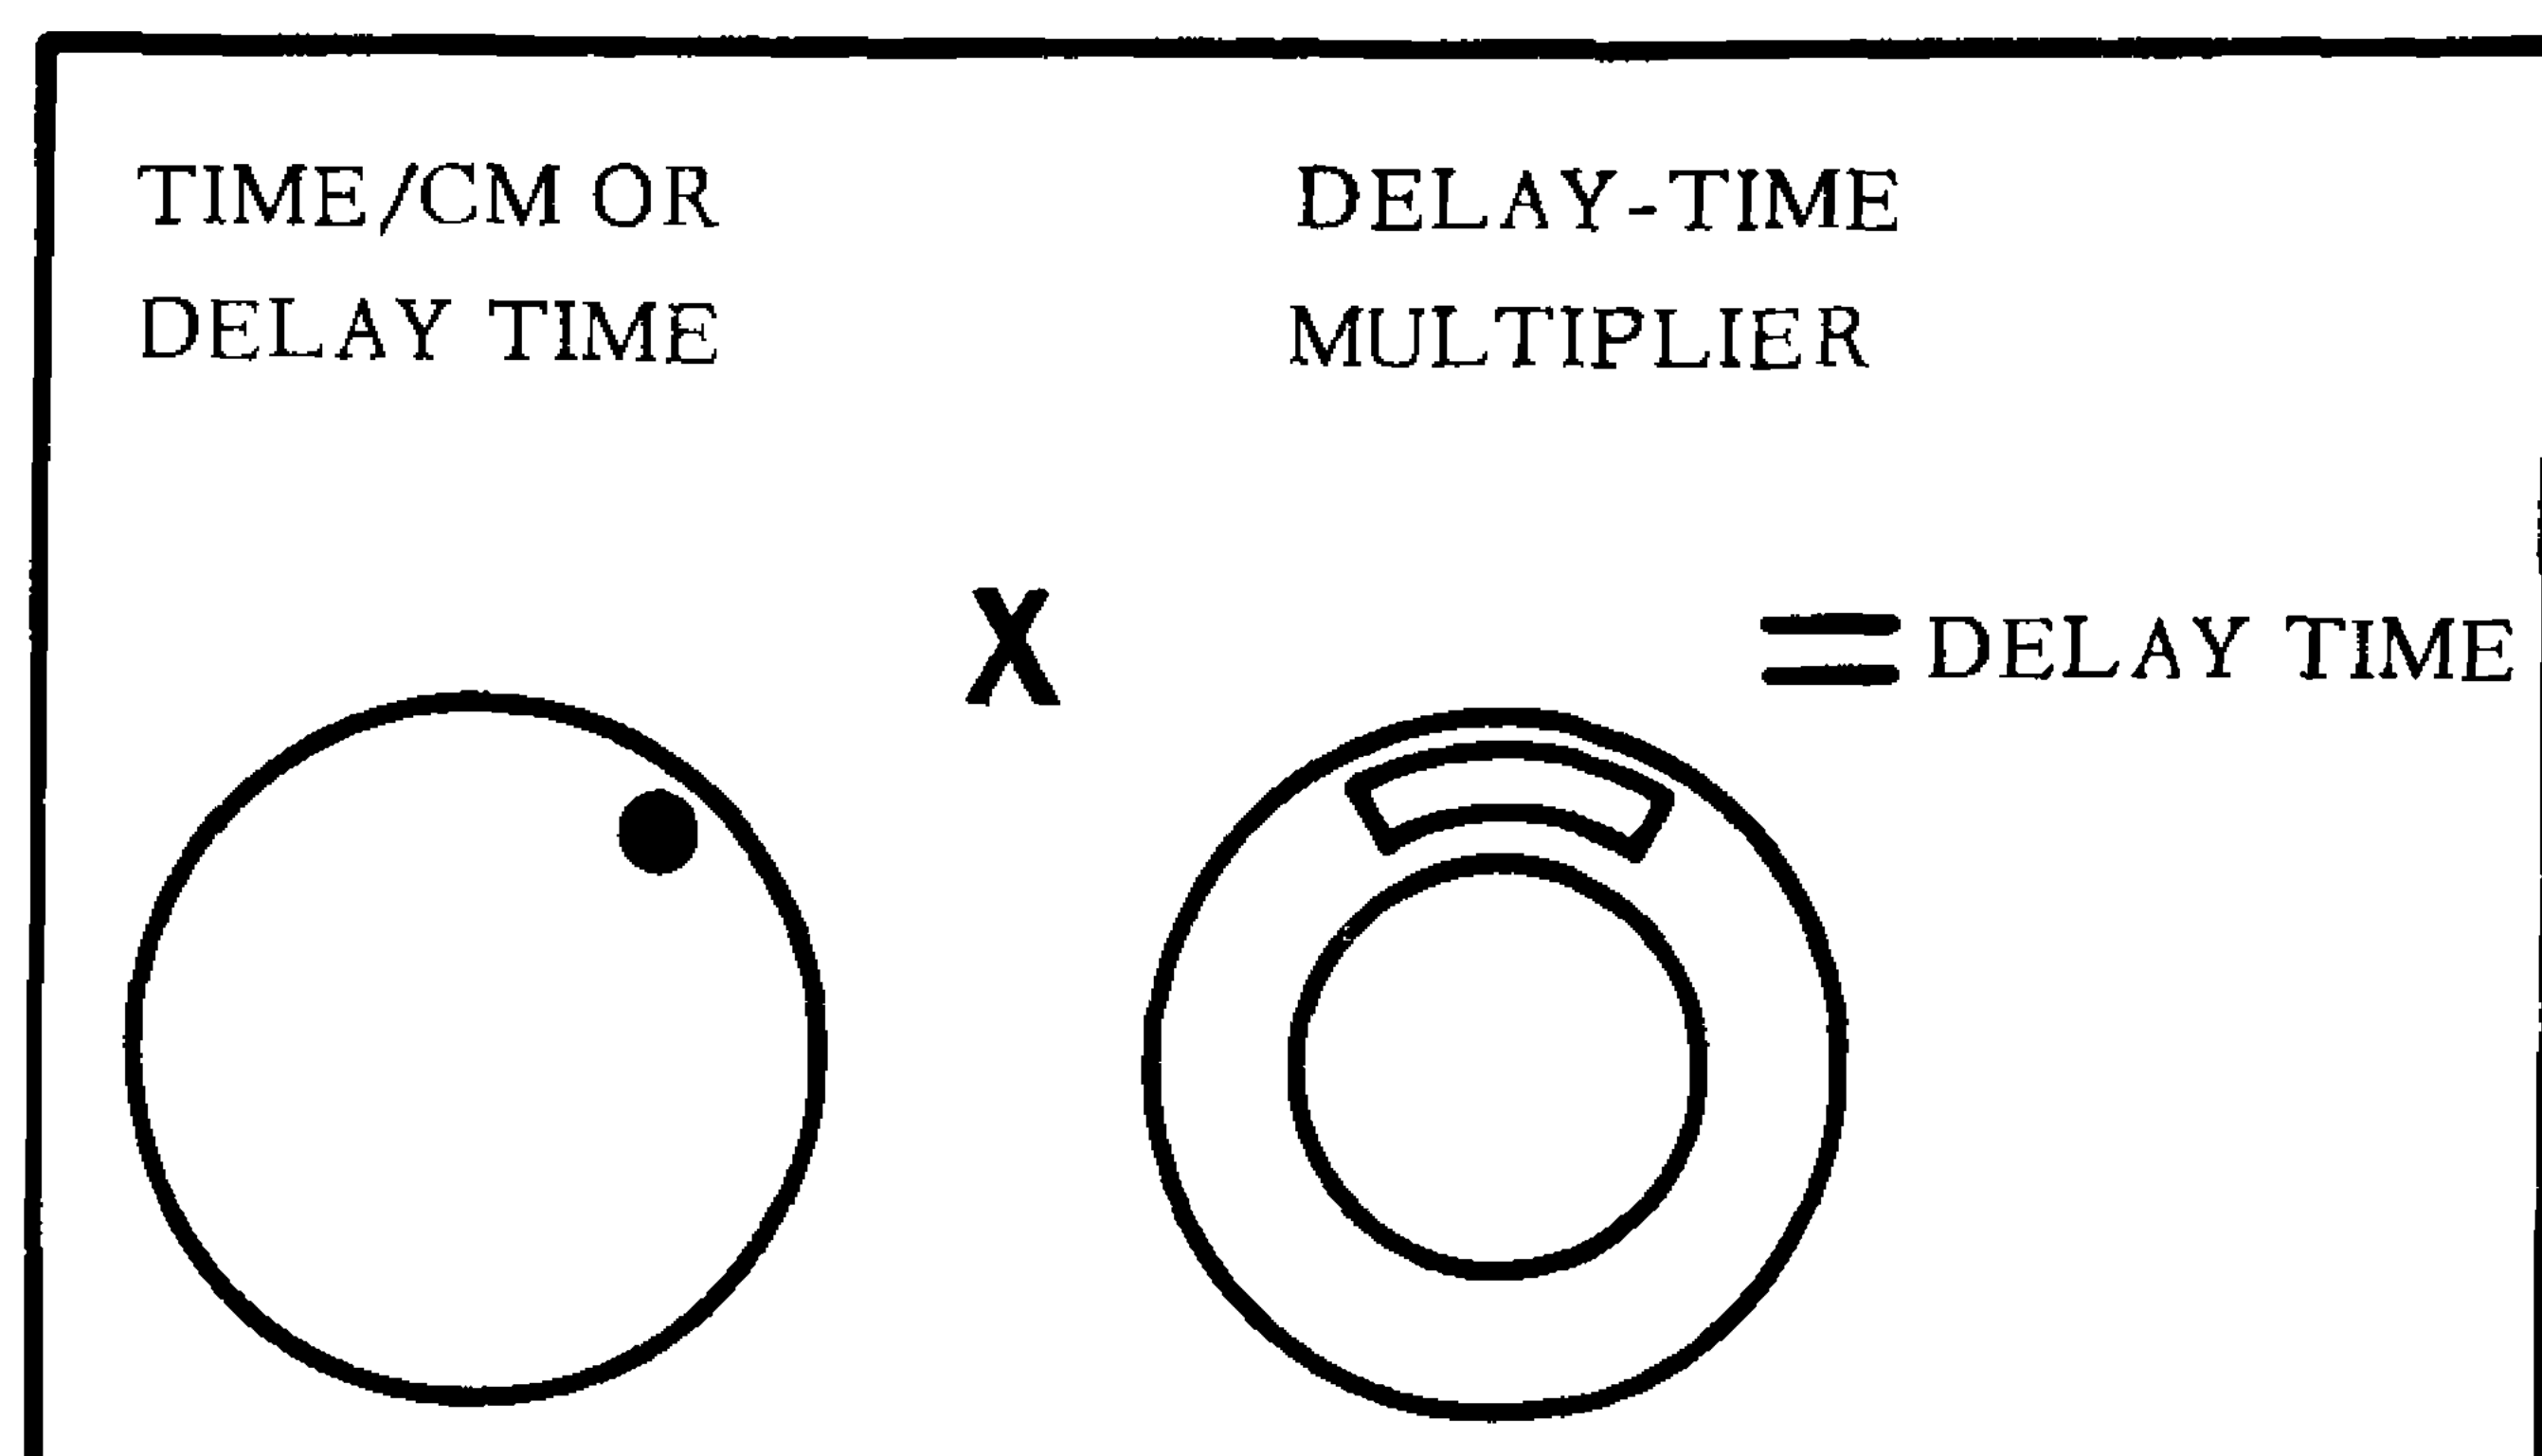 TIME/CM OR
DELAY TIME
DELAY-TIME
MULTIPLIER
X
= DELAY TIME